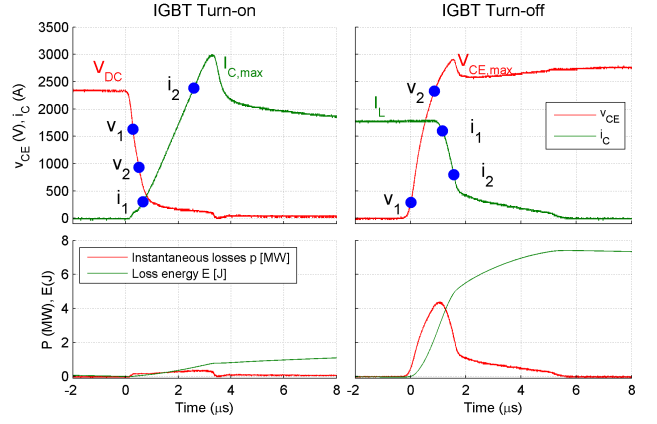 IGBT Turn-on
IGBT Turn-off
3500
3000
2500
2000
1500
1000
500
0
v_CE (V), i_C (A)
V_DC
I_C,max
i_2
v_1
v_2
i_1
V_CE,max
v_2
I_L
i_1
i_2
v_1
v_CE
i_C
8
6
4
2
0
P (MW), E(J)
Instantaneous losses p [MW]
Loss energy E [J]
-2 0 2 4 6 8
Time (μs)
-2 0 2 4 6 8
Time (μs)